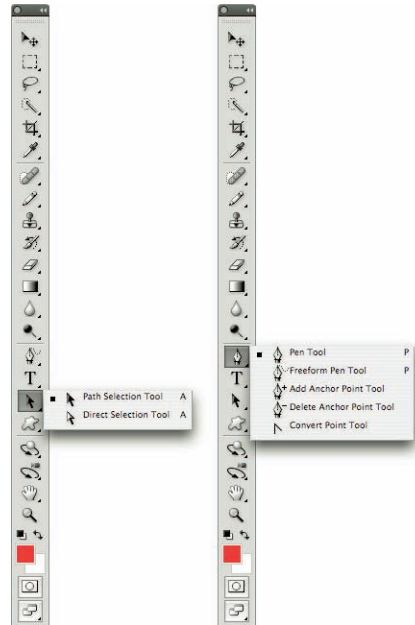 Path Selection Tool A
Direct Selection Tool A
Pen Tool P
Freeform Pen Tool P
Add Anchor Point Tool
Delete Anchor Point Tool
Convert Point Tool